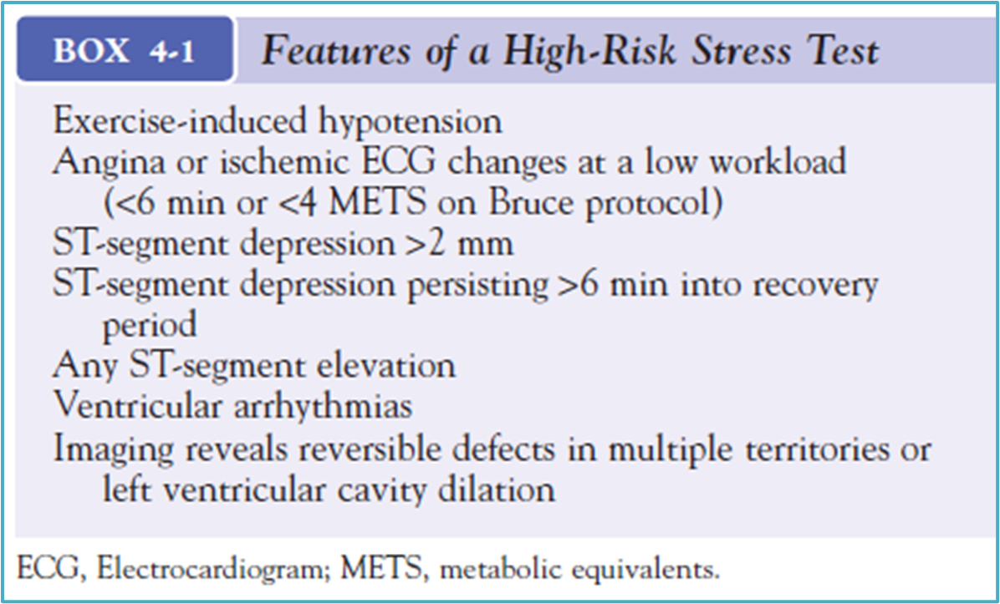 BOX 4-1 Features of a High-Risk Stress Test
Exercise-induced hypotension
Angina or ischemic ECG changes at a low workload
(<6 min or <4 METS on Bruce protocol)
ST-segment depression >2 mm
ST-segment depression persisting >6 min into recovery
period
Any ST-segment elevation
Ventricular arrhythmias
Imaging reveals reversible defects in multiple territories or
left ventricular cavity dilation
ECG, Electrocardiogram; METS, metabolic equivalents.